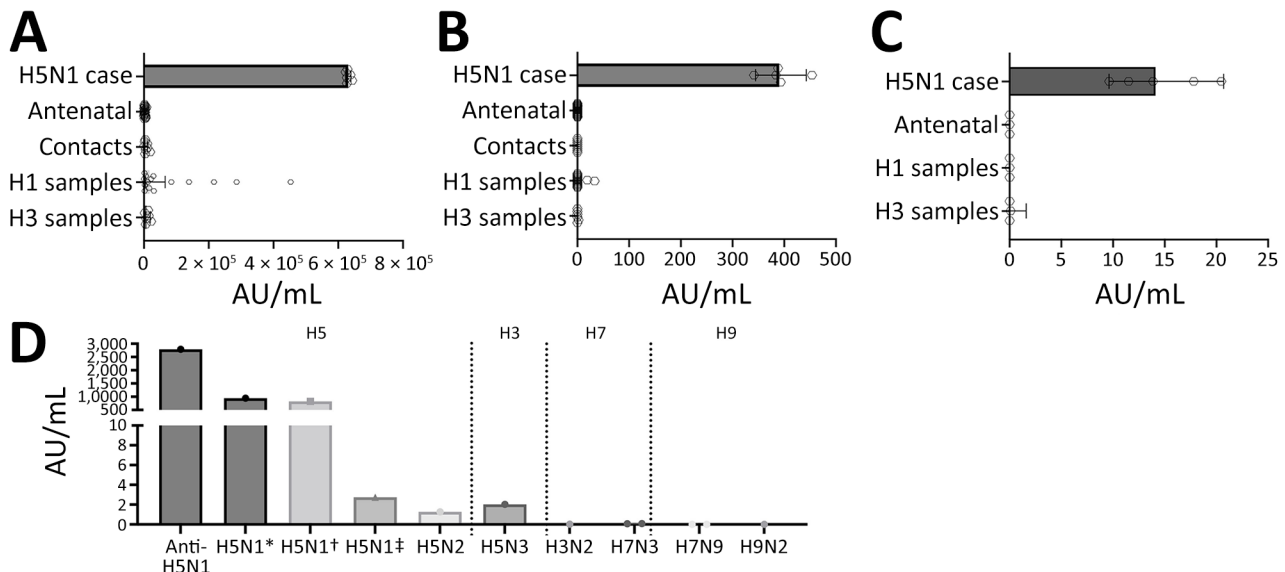 A
H5N1 case
Antenatal
Contacts
H1 samples
H3 samples
0 2 × 10⁵ 4 × 10⁵ 6 × 10⁵ 8 × 10⁵
AU/mL
B
H5N1 case
Antenatal
Contacts
H1 samples
H3 samples
0 100 200 300 400 500
AU/mL
C
H5N1 case
Antenatal
H1 samples
H3 samples
0 5 10 15 20 25
AU/mL
D
H5 H3 H7 H9
AU/mL
3,000
2,500
2,000
1,500
1,0000
500
10
8
6
4
2
0
Anti-
H5N1
H5N1* H5N1† H5N1‡ H5N2 H5N3 H3N2 H7N3 H7N9 H9N2